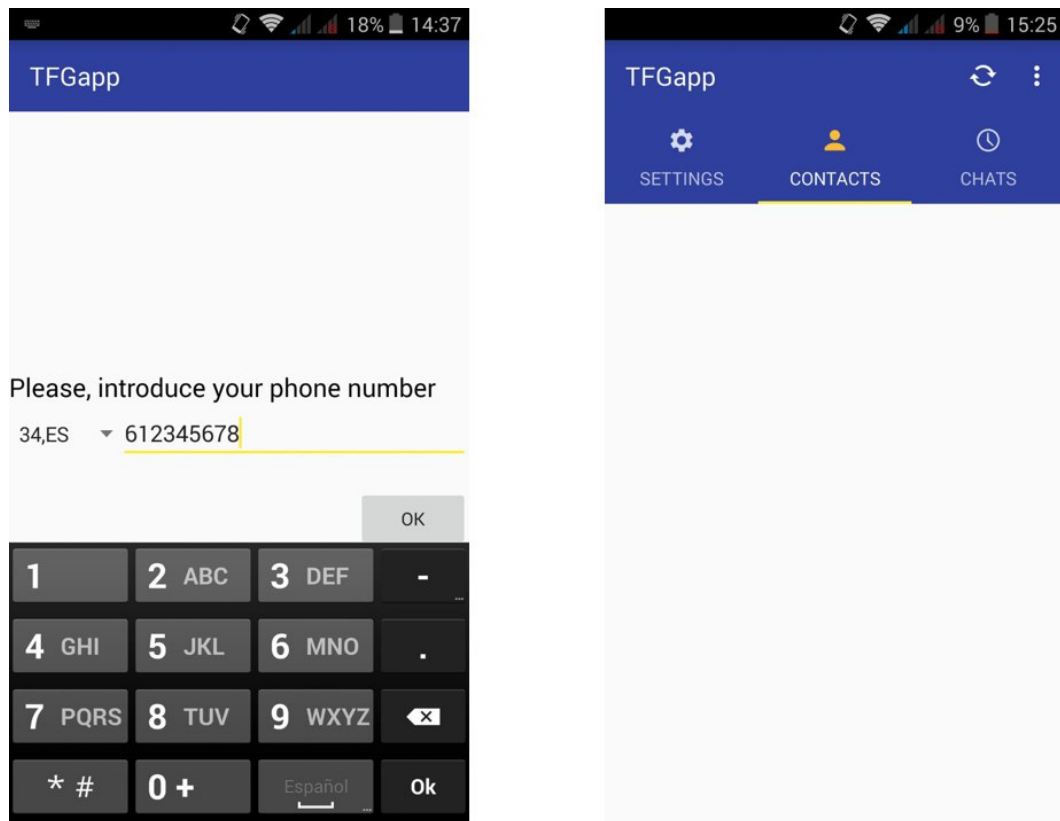 18% 14:37
TFGapp
Please, introduce your phone number
34,ES 612345678
OK
1 2 ABC 3 DEF -
4 GHI 5 JKL 6 MNO .
7 PQRS 8 TUV 9 WXYZ
* # 0 + Español Ok
9% 15:25
TFGapp
SETTINGS CONTACTS CHATS